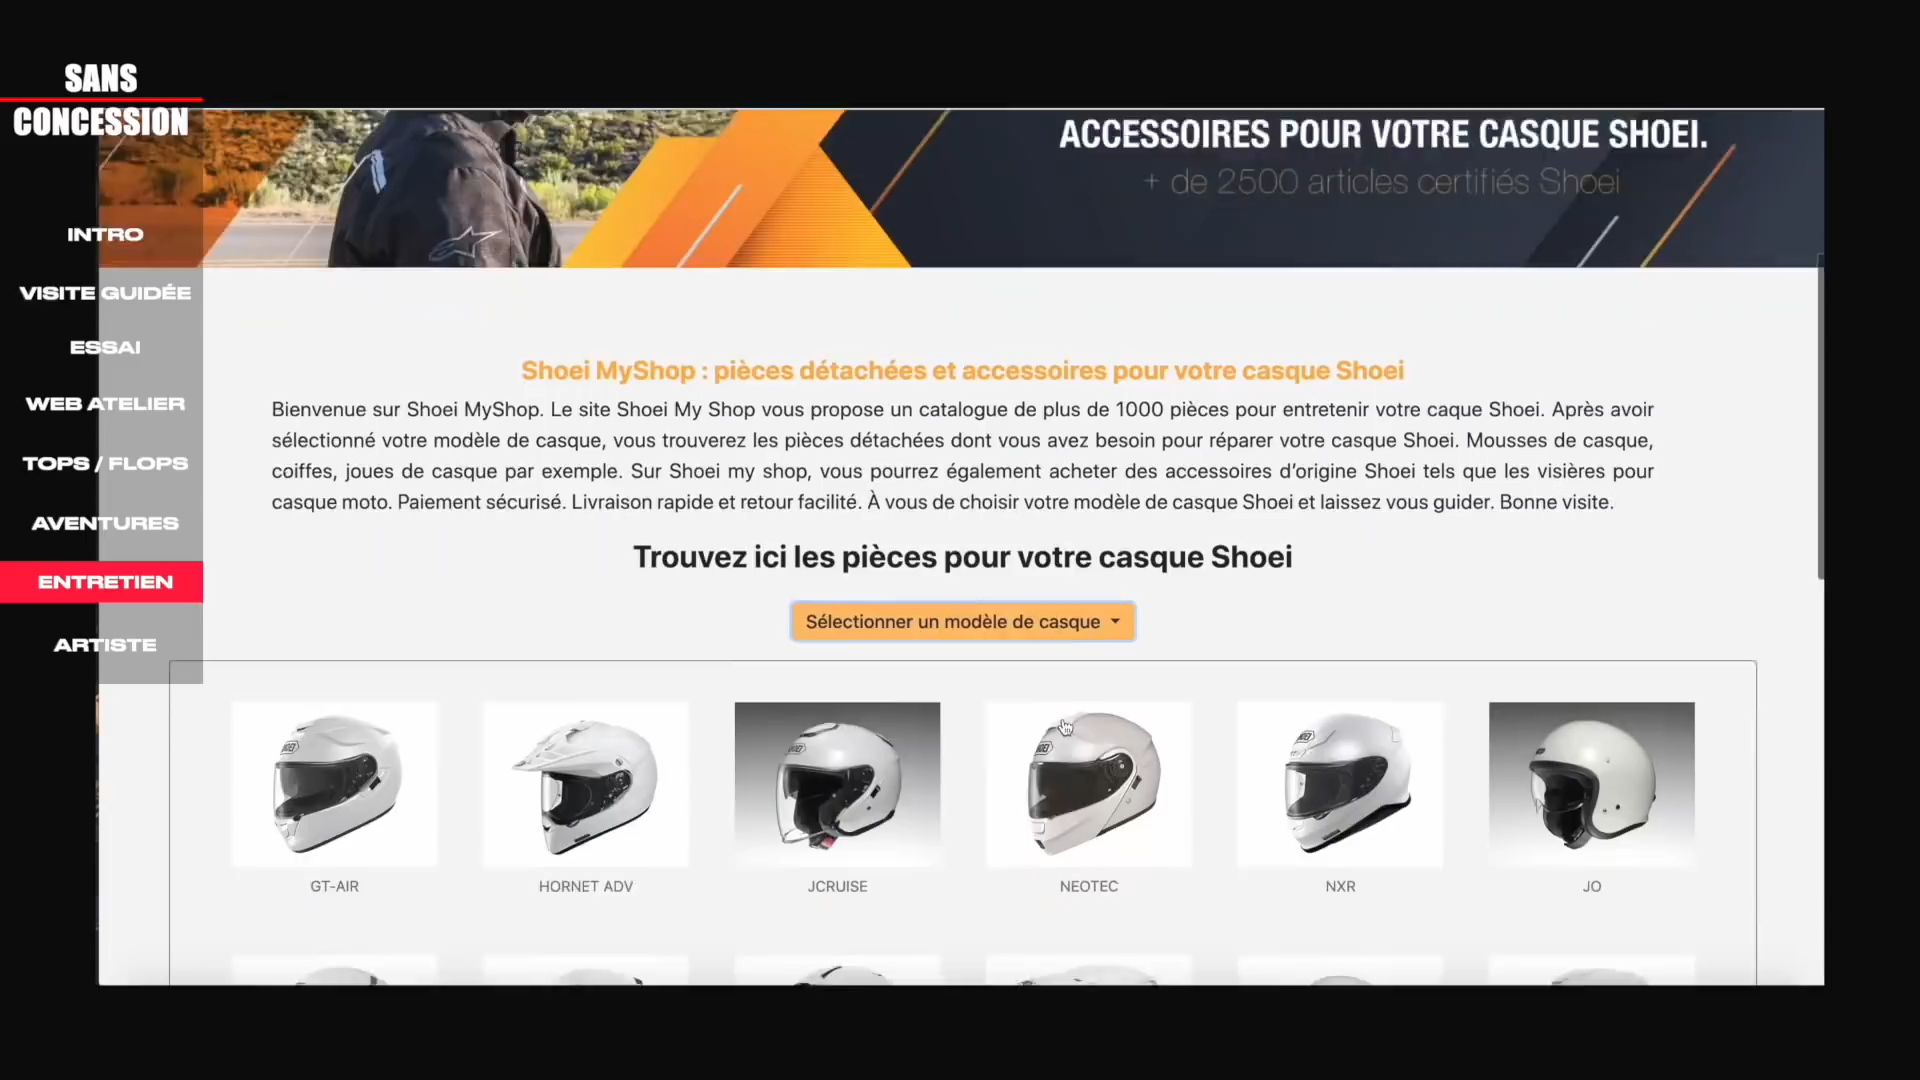 SANS
CONCESSION
INTRO
VISITE GUIDÉE
ESSAI
WEB ATELIER
TOPS / FLOPS
AVENTURES
ENTRETIEN
ARTISTE
ACCESSOIRES POUR VOTRE CASQUE SHOEI.
+ de 2500 articles certifiés Shoei
Shoei MyShop : pièces détachées et accessoires pour votre casque Shoei
Bienvenue sur Shoei MyShop. Le site Shoei My Shop vous propose un catalogue de plus de 1000 pièces pour entretenir votre caque Shoei. Après avoir
sélectionné votre modèle de casque, vous trouverez les pièces détachées dont vous avez besoin pour réparer votre casque Shoei. Mousses de casque,
coiffes, joues de casque par exemple. Sur Shoei my shop, vous pourrez également acheter des accessoires d’origine Shoei tels que les visières pour
casque moto. Paiement sécurisé. Livraison rapide et retour facilité. À vous de choisir votre modèle de casque Shoei et laissez vous guider. Bonne visite.
Trouvez ici les pièces pour votre casque Shoei
Sélectionner un modèle de casque
GT-AIR
HORNET ADV
JCRUISE
NEOTEC
NXR
JO